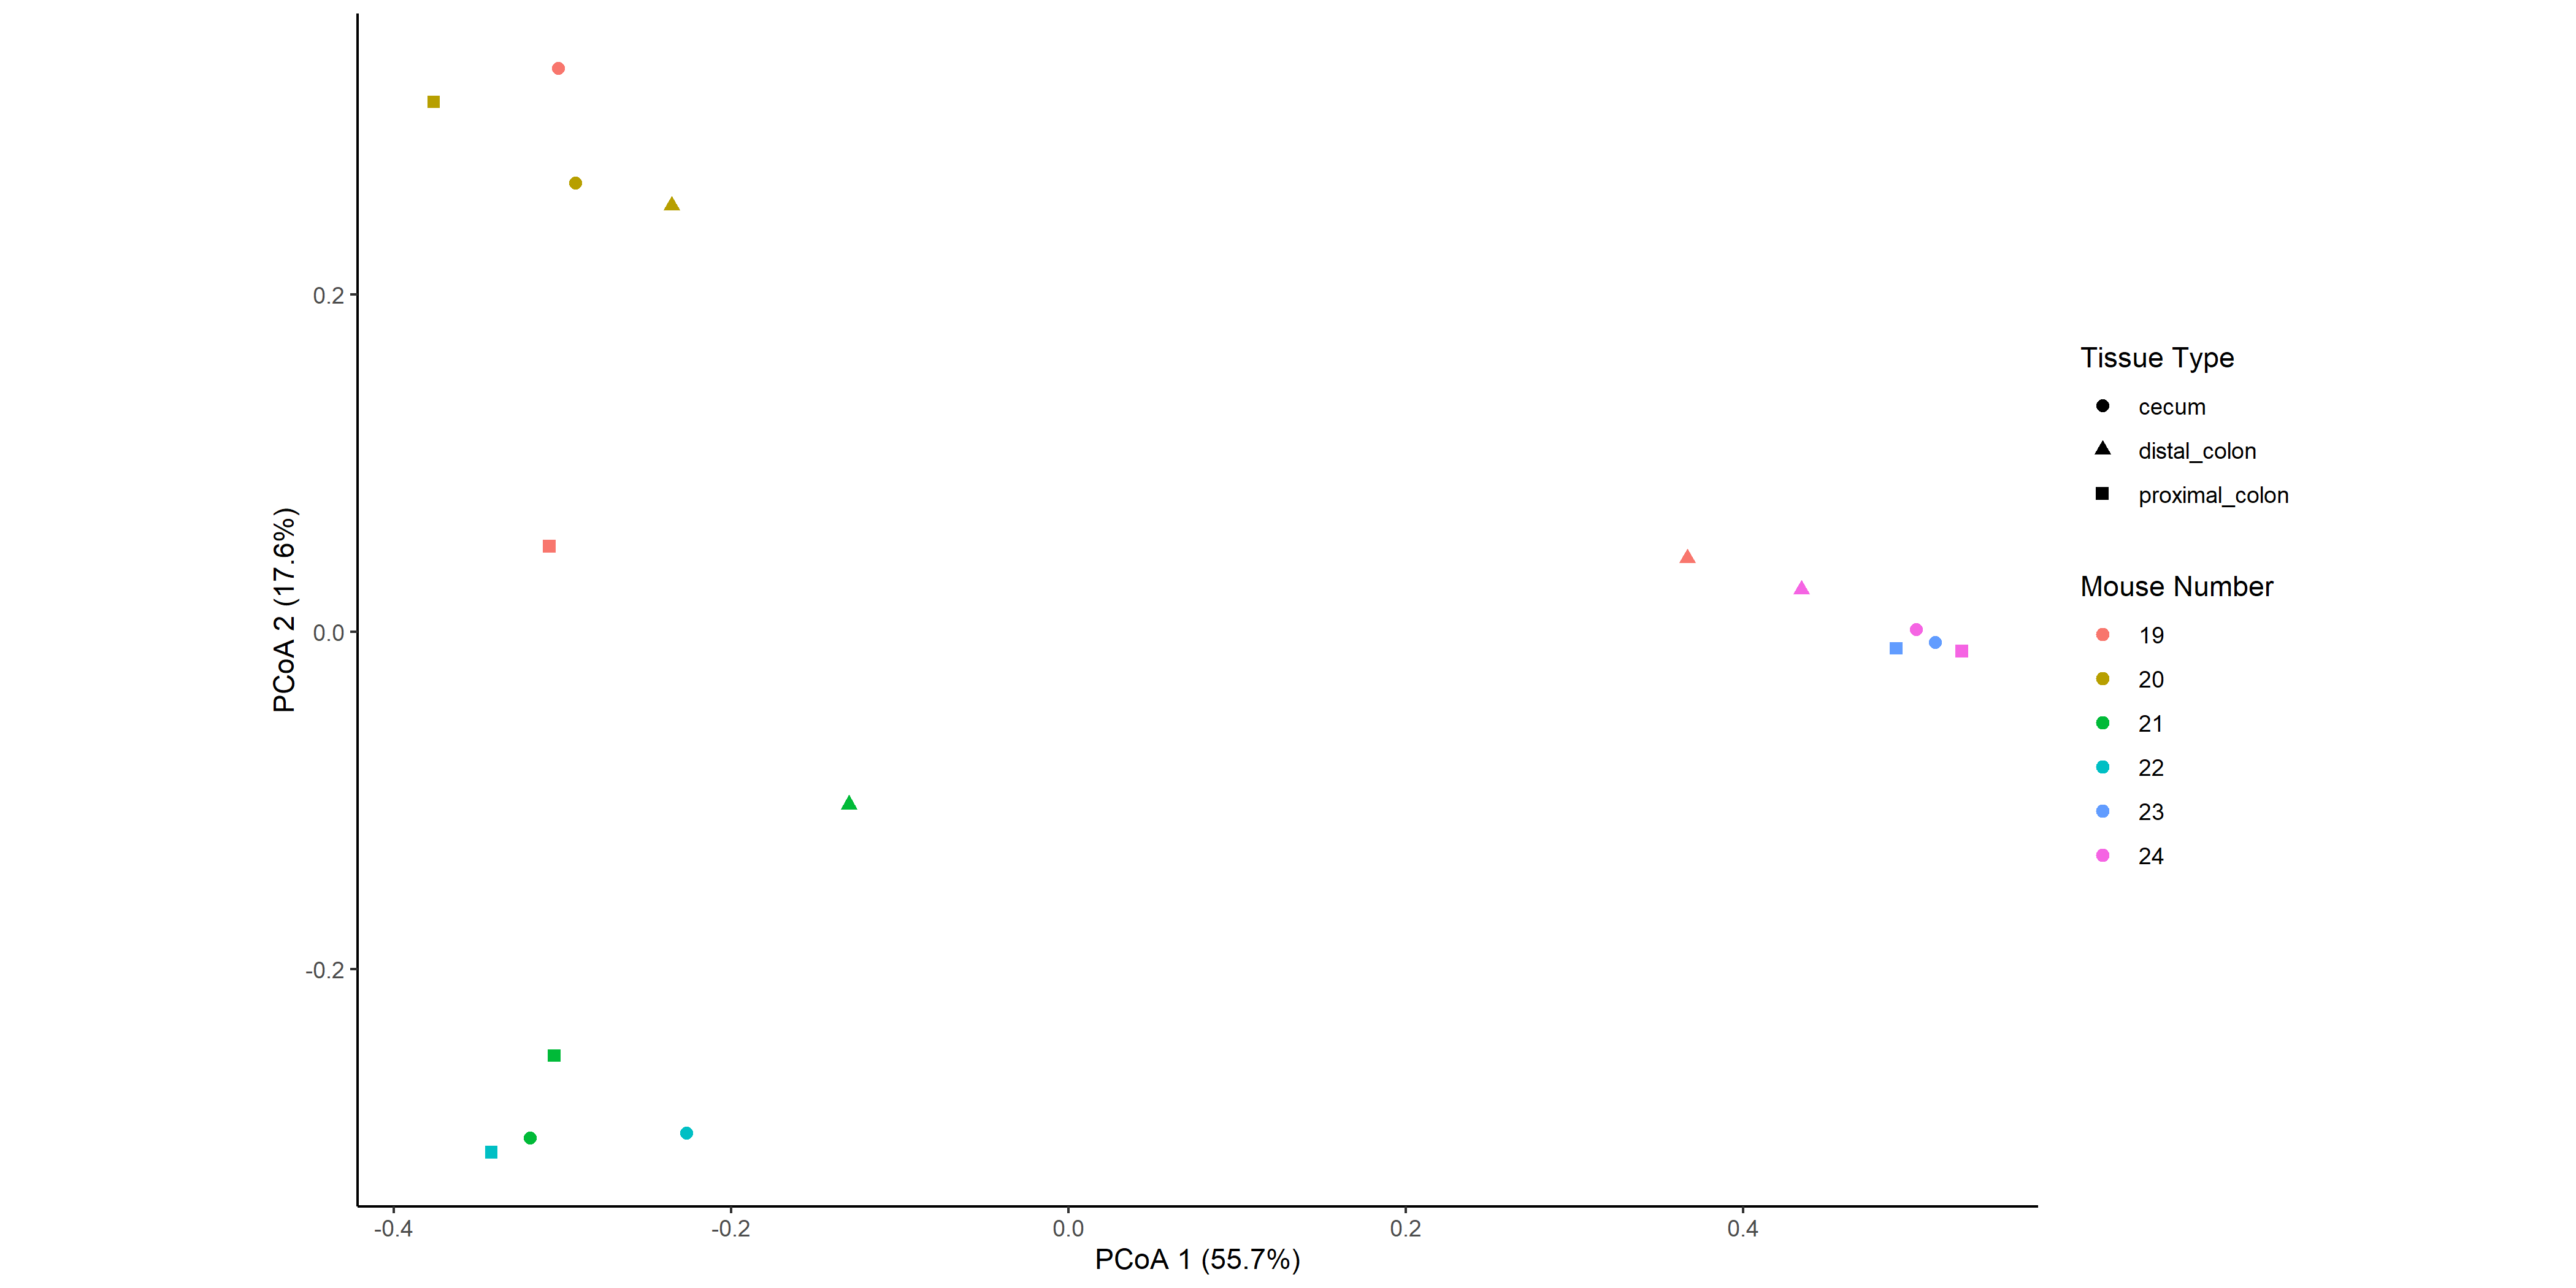 0.2
0.0
-0.2
PCoA 2 (17.6%)
-0.4
-0.2
0.0
0.2
0.4
PCoA 1 (55.7%)
Tissue Type
cecum
distal_colon
proximal_colon
Mouse Number
19
20
21
22
23
24